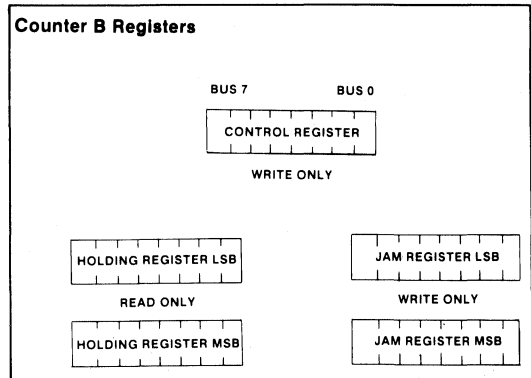 Counter B Registers
BUS 7 BUS 0
CONTROL REGISTER
WRITE ONLY
HOLDING REGISTER LSB JAM REGISTER LSB
READ ONLY WRITE ONLY
HOLDING REGISTER MSB JAM REGISTER MSB